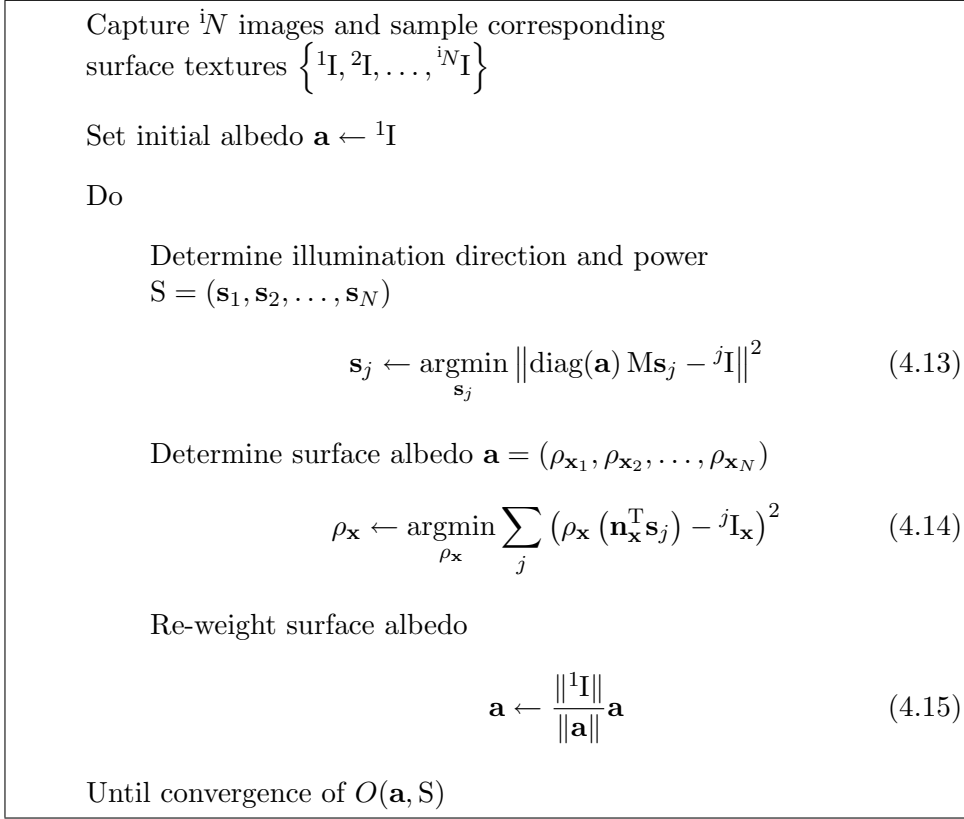 Capture ⁱN images and sample corresponding
surface textures {¹I, ²I, . . . , ⁱᴺI}
Set initial albedo a ← ¹I
Do
Determine illumination direction and power
S = (s₁, s₂, . . . , s_N)
s_j ← argmin_{s_j} ‖diag(a) Ms_j − ʲI‖² (4.13)
Determine surface albedo a = (ρ_{x₁}, ρ_{x₂}, . . . , ρ_{x_N})
ρ_x ← argmin_{ρ_x} ∑_j (ρ_x (n_x^T s_j) − ʲI_x)² (4.14)
Re-weight surface albedo
a ← ‖¹I‖ / ‖a‖ a (4.15)
Until convergence of O(a, S)